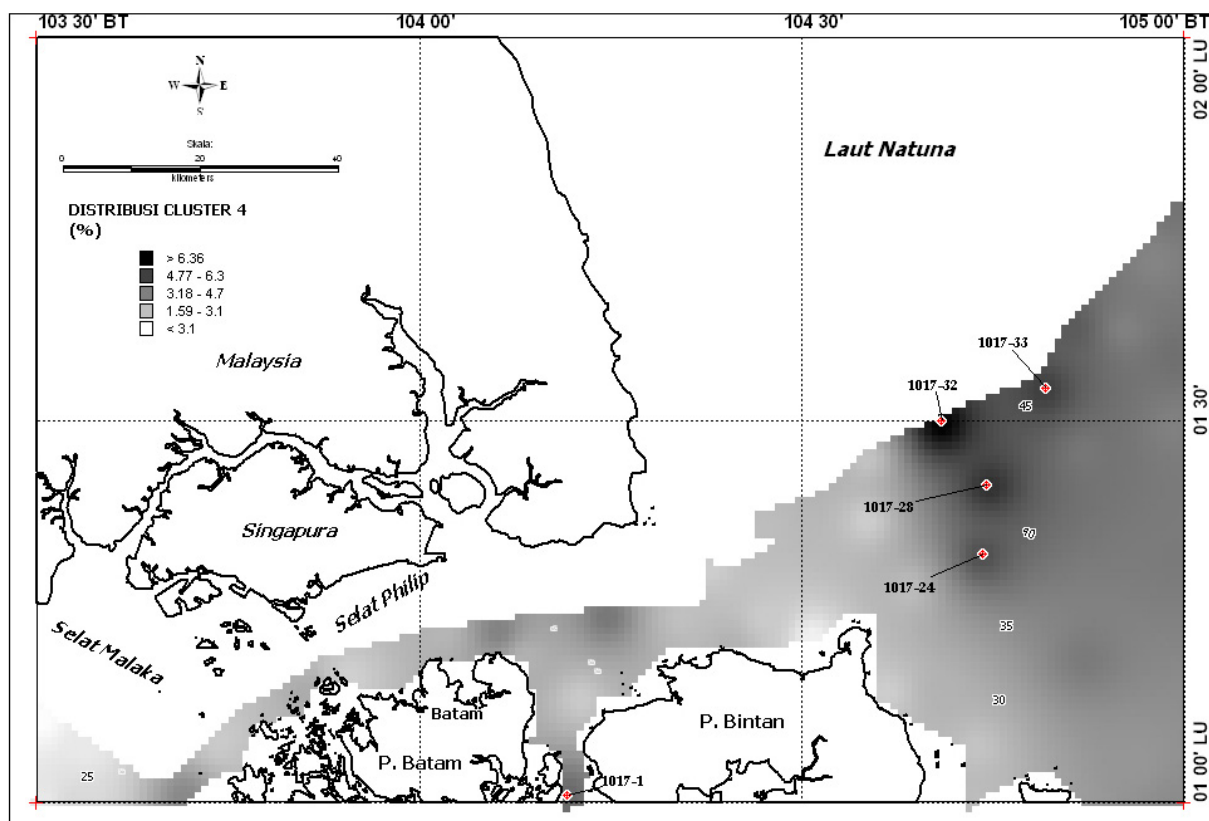 103 30' BT
104 00'
104 30'
105 00' BT
N
W E
S
02 00' LU
Skala:
0 20 40
kilometers
Laut Natuna
DISTRIBUSI CLUSTER 4
(%)
> 6.36
4.77 - 6.3
3.18 - 4.7
1.59 - 3.1
< 3.1
Malaysia
1017-33
1017-32
45
01 30'
1017-28
Singapura
40
1017-24
Selat Philip
35
Selat Malaka
30
Batam
P. Bintan
P. Batam
25
1017-1
01 00' LU